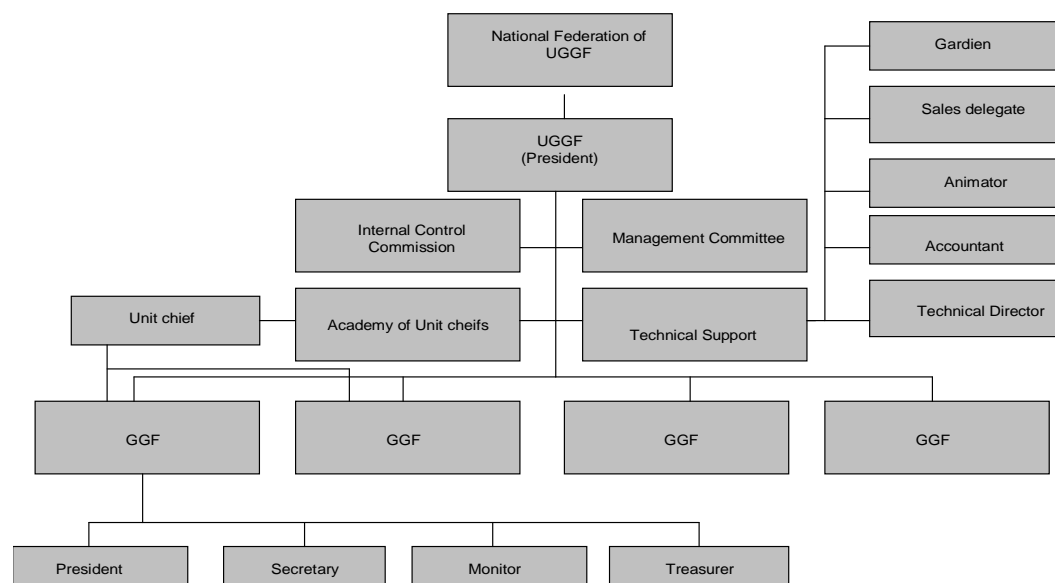 National Federation of
UGGF
Gardien
Sales delegate
UGGF
(President)
Animator
Internal Control
Commission
Management Committee
Accountant
Unit chief
Academy of Unit cheifs
Technical Support
Technical Director
GGF
GGF
GGF
GGF
President
Secretary
Monitor
Treasurer